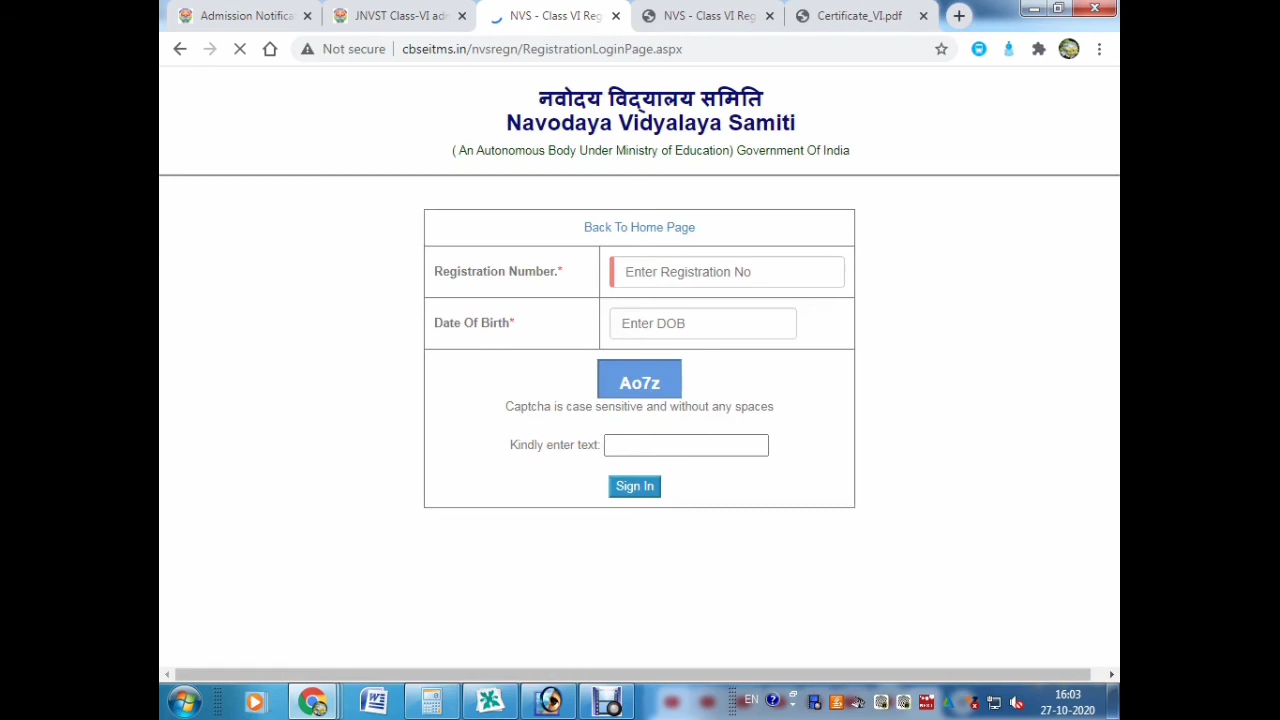 Admission Notifica
JNVST Class-VI adm
NVS - Class VI Reg
NVS - Class VI Reg
Certificate_VI.pdf
Not secure
cbseitms.in/nvsregn/RegistrationLoginPage.aspx
नवोदय विद्यालय समिति
Navodaya Vidyalaya Samiti
( An Autonomous Body Under Ministry of Education) Government Of India
Back To Home Page
Registration Number.*
Enter Registration No
Date Of Birth*
Enter DOB
Ao7z
Captcha is case sensitive and without any spaces
Kindly enter text:
Sign In
EN
16:03
27-10-2020